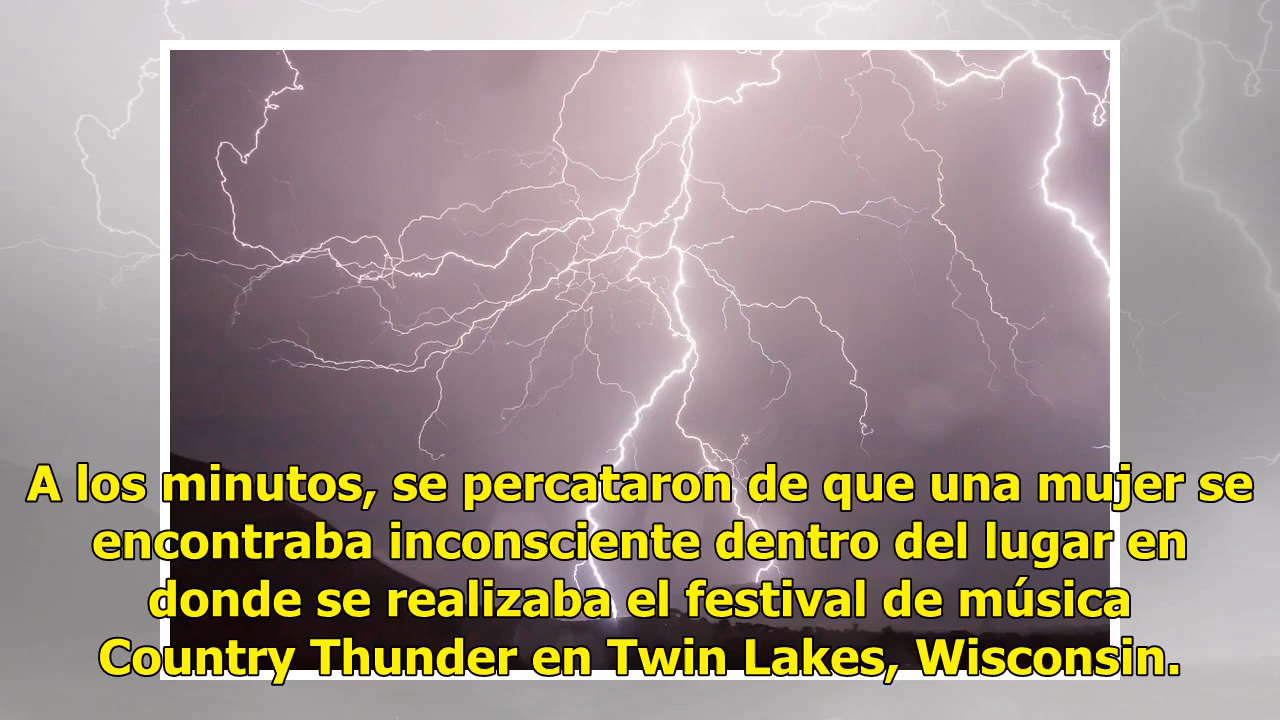 A los minutos, se percataron de que una mujer se
encontraba inconsciente dentro del lugar en
donde se realizaba el festival de música
Country Thunder en Twin Lakes, Wisconsin.